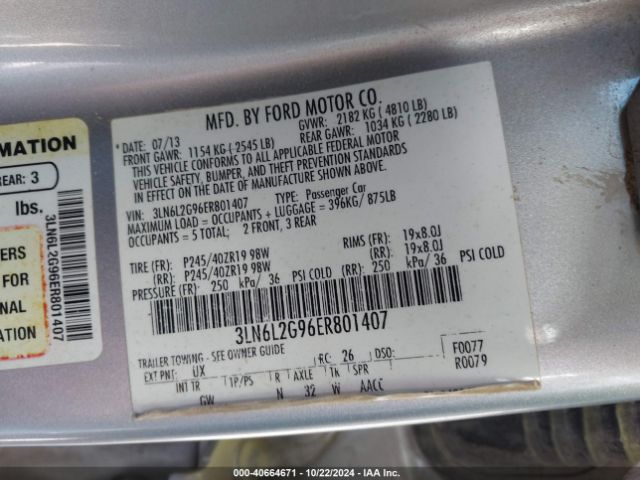 MFD. BY FORD MOTOR CO.
* DATE: 07/13 GVWR: 2182 KG ( 4810 LB)
FRONT GAWR: 1154 KG ( 2545 LB) REAR GAWR: 1034 KG ( 2280 LB)
THIS VEHICLE CONFORMS TO ALL APPLICABLE FEDERAL MOTOR
VEHICLE SAFETY, BUMPER, AND THEFT PREVENTION STANDARDS
IN EFFECT ON THE DATE OF MANUFACTURE SHOWN ABOVE.
VIN: 3LN6L2G96ER801407 TYPE: Passenger Car
MAXIMUM LOAD = OCCUPANTS + LUGGAGE = 396KG/ 875LB
OCCUPANTS = 5 TOTAL; 2 FRONT, 3 REAR
TIRE (FR): P245/40ZR19 98W RIMS (FR): 19x8.0J
(RR): P245/40ZR19 98W (RR): 19x8.0J
PRESSURE (FR): 250 kPa/ 36 PSI COLD (RR): 250 kPa/ 36 PSI COLD
3LN6L2G96ER801407
TRAILER TOWING - SEE OWNER GUIDE
EXT PNT: UX RC: 26 DSO: F0077
INT TR TP/PS R AXLE TR SPR R0079
GW N 32 W AACC
MATION
REAR: 3
lbs.
ERS
FOR
NAL
ATION
3LN6L2G96ER801407
000-40664671 - 10/22/2024 - IAA Inc.